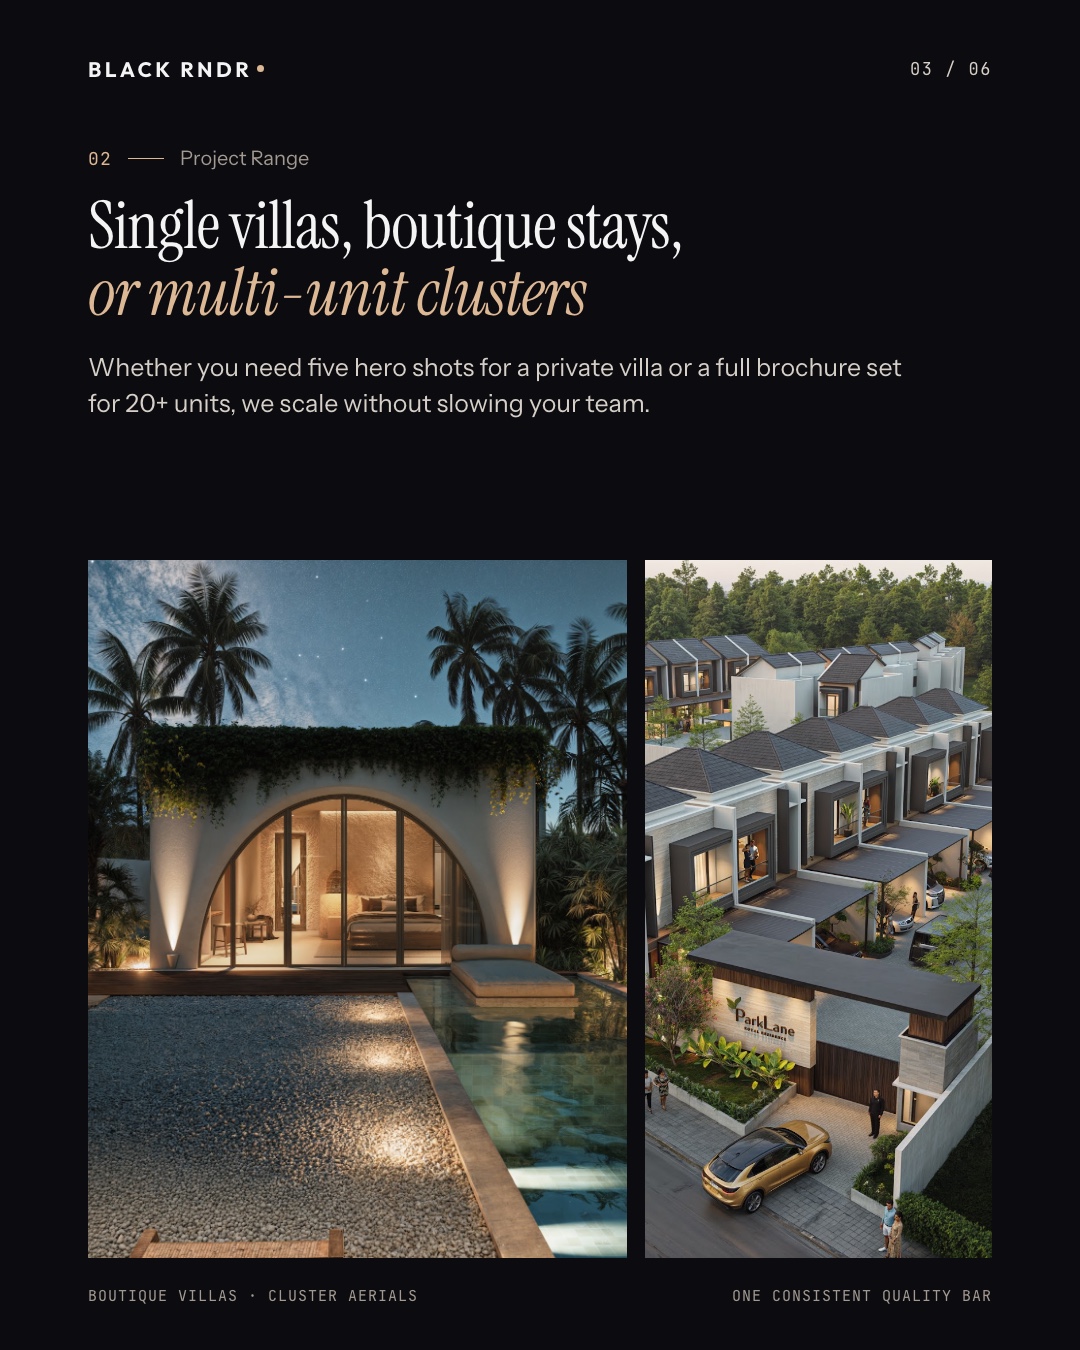 BLACK RNDR
03 / 06
02 — Project Range
Single villas, boutique stays,
or multi-unit clusters
Whether you need five hero shots for a private villa or a full brochure set
for 20+ units, we scale without slowing your team.
ParkLane
BOUTIQUE VILLAS · CLUSTER AERIALS
ONE CONSISTENT QUALITY BAR